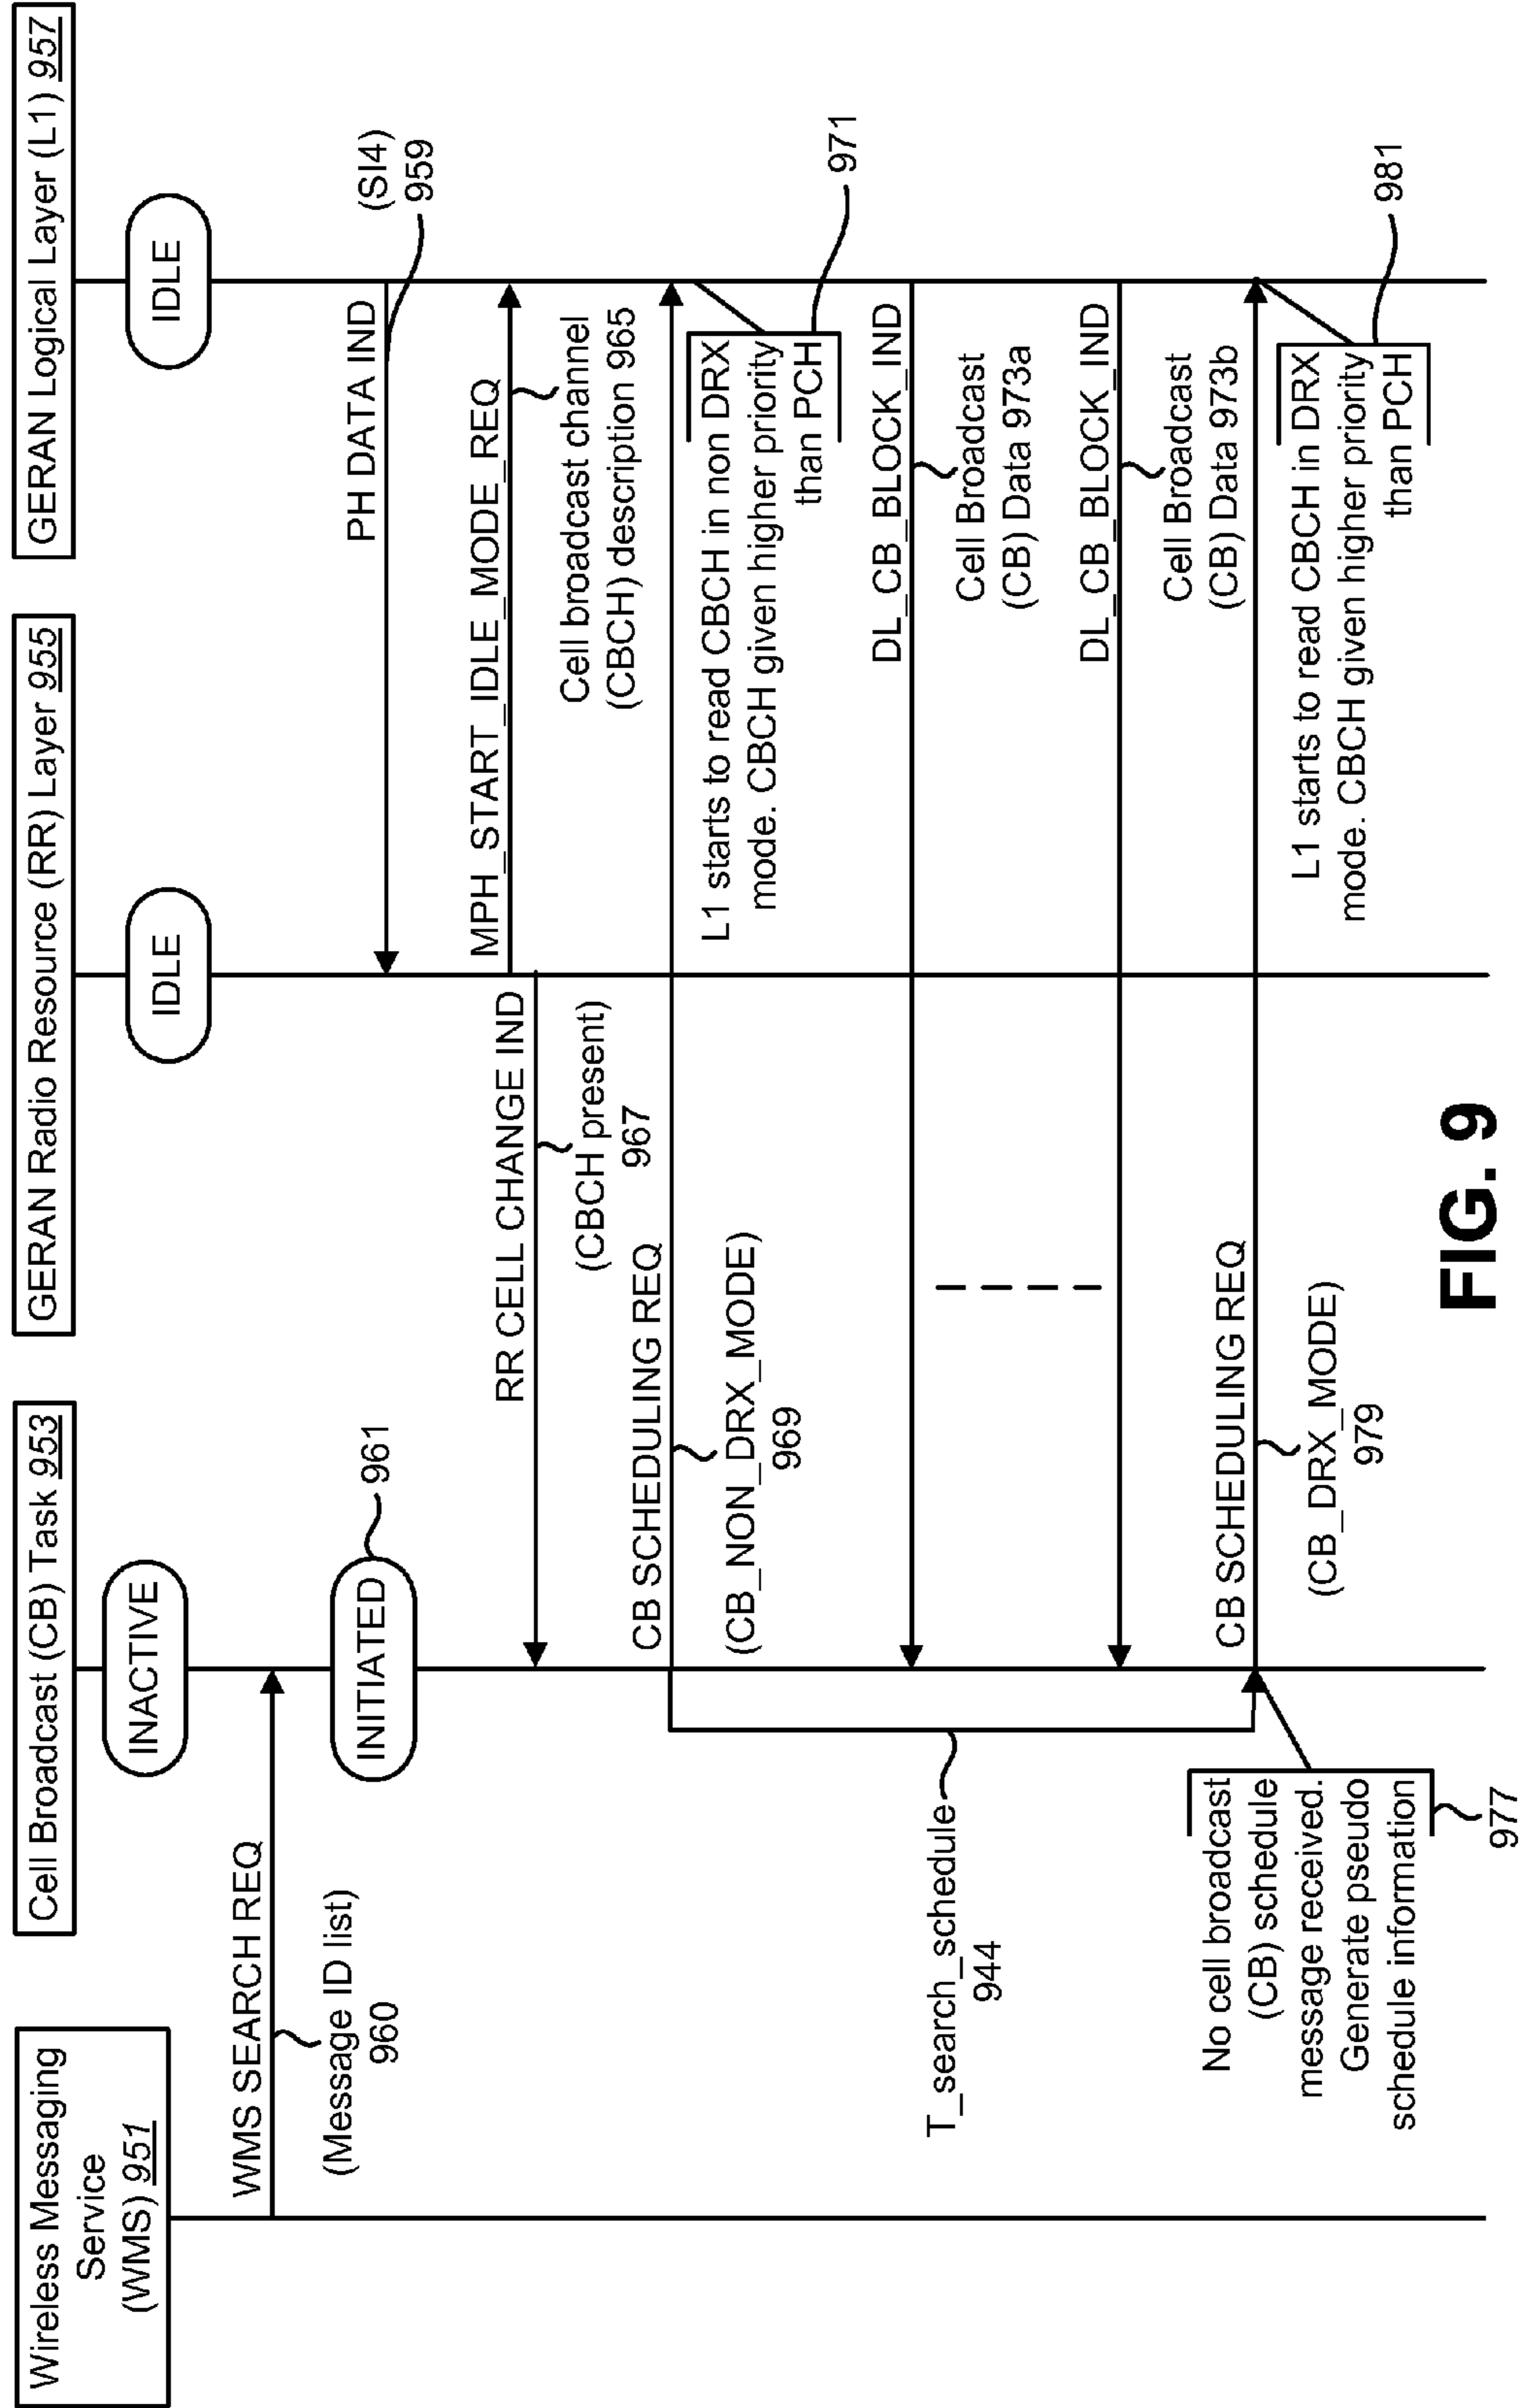 Wireless Messaging
Service
(WMS) 951
Cell Broadcast (CB) Task 953
GERAN Radio Resource (RR) Layer 955
GERAN Logical Layer (L1) 957
INACTIVE
IDLE
IDLE
WMS SEARCH REQ
(Message ID list)
960
INITIATED
961
PH DATA IND
(SI4)
959
MPH_START_IDLE_MODE_REQ
Cell broadcast channel
(CBCH) description 965
RR CELL CHANGE IND
(CBCH present)
967
CB SCHEDULING REQ
(CB_NON_DRX_MODE)
969
L1 starts to read CBCH in non DRX
mode. CBCH given higher priority
than PCH
971
T_search_schedule
944
DL_CB_BLOCK_IND
Cell Broadcast
(CB) Data 973a
DL_CB_BLOCK_IND
Cell Broadcast
(CB) Data 973b
No cell broadcast
(CB) schedule
message received.
Generate pseudo
schedule information
977
CB SCHEDULING REQ
(CB_DRX_MODE)
979
L1 starts to read CBCH in DRX
mode. CBCH given higher priority
than PCH
981
FIG. 9